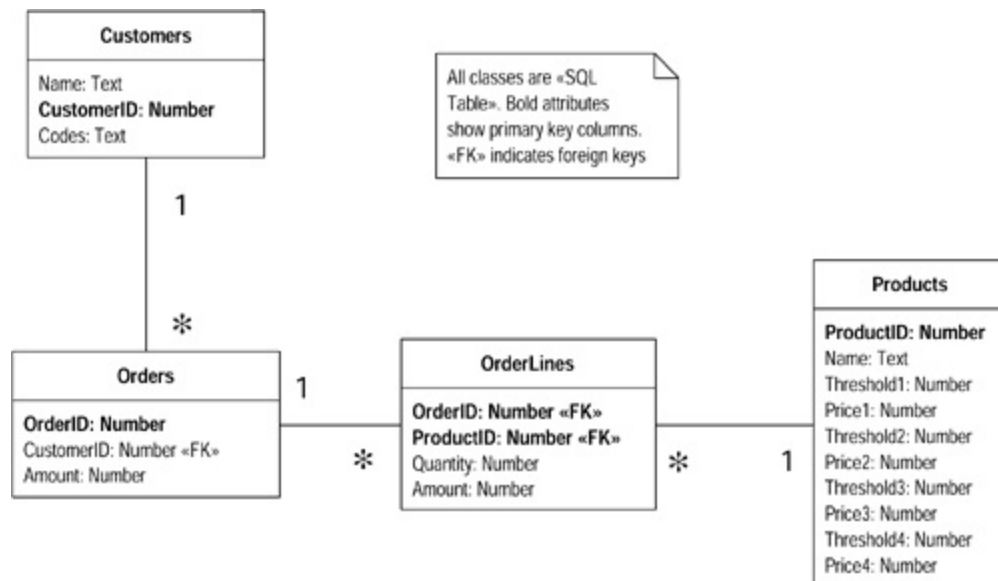 Customers
Name: Text
CustomerID: Number
Codes: Text
All classes are «SQL
Table». Bold attributes
show primary key columns.
«FK» indicates foreign keys
1
*
Orders
OrderID: Number
CustomerID: Number «FK»
Amount: Number
1
*
OrderLines
OrderID: Number «FK»
ProductID: Number «FK»
Quantity: Number
Amount: Number
*
1
Products
ProductID: Number
Name: Text
Threshold1: Number
Price1: Number
Threshold2: Number
Price2: Number
Threshold3: Number
Price3: Number
Threshold4: Number
Price4: Number